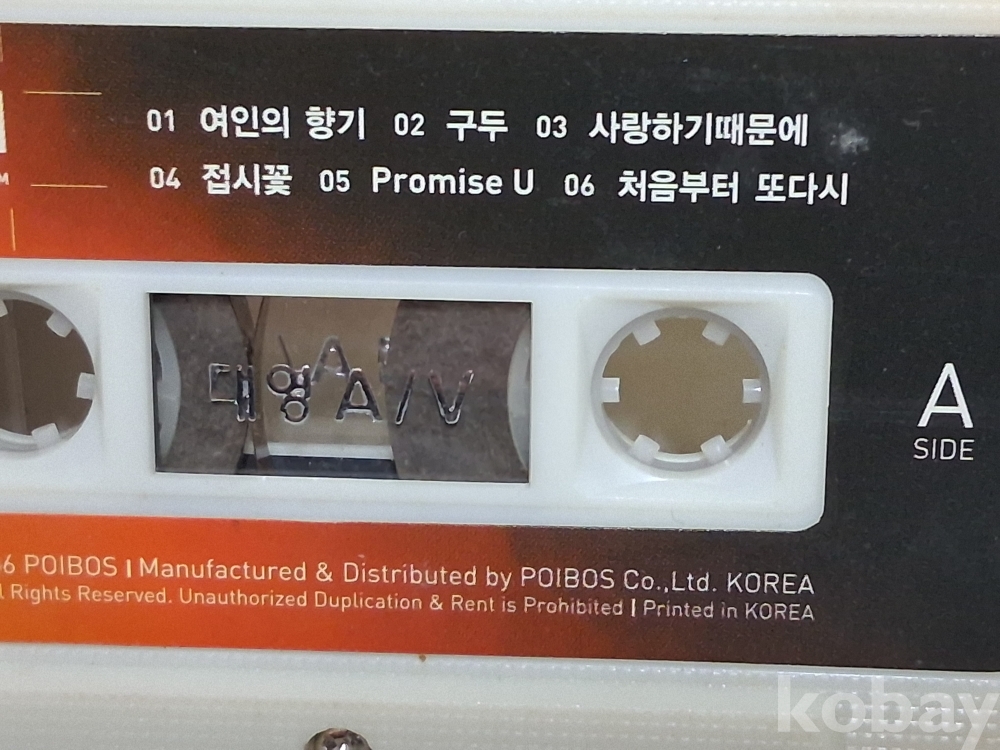 01 여인의 향기 02 구두 03 사랑하기때문에
04 접시꽃 05 Promise U 06 처음부터 또다시
대영 A/V
A
SIDE
6 POIBOS | Manufactured & Distributed by POIBOS Co.,Ltd. KOREA
Rights Reserved. Unauthorized Duplication & Rent is Prohibited | Printed in KOREA
kobay